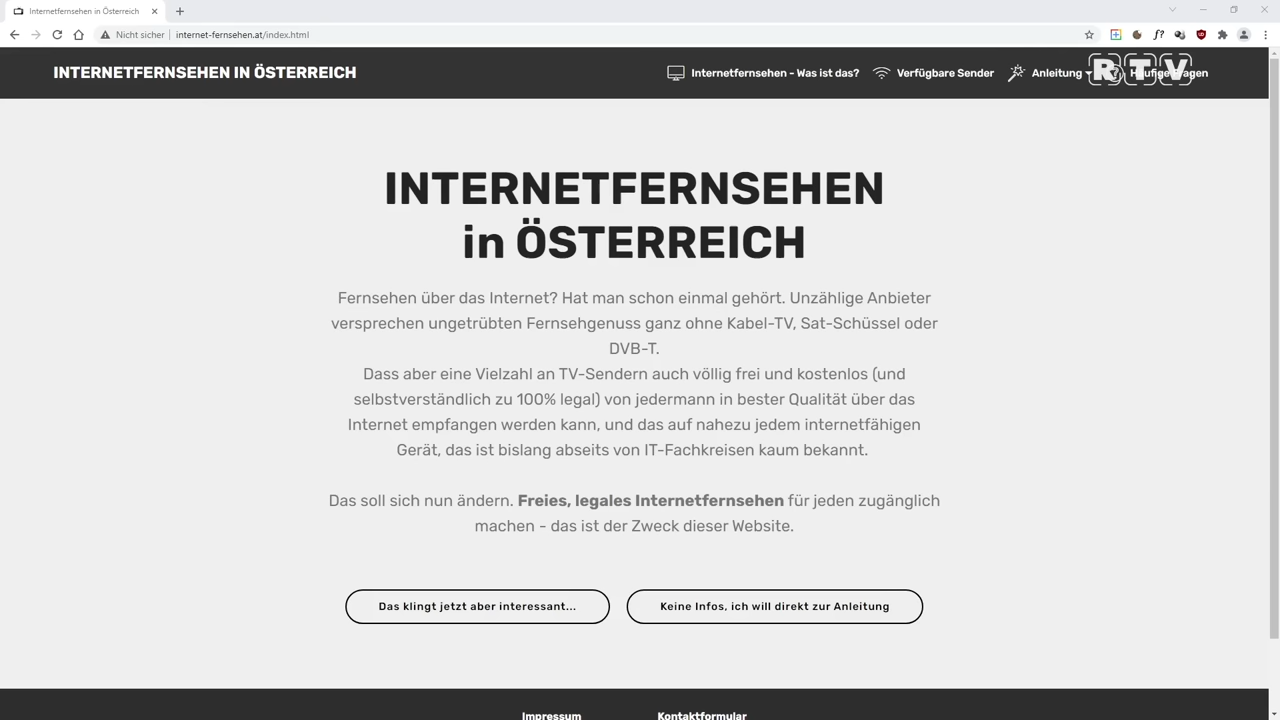 Internetfernsehen in Österreich
Nicht sicher
internet-fernsehen.at/index.html
INTERNETFERNSEHEN IN ÖSTERREICH
Internetfernsehen - Was ist das?
Verfügbare Sender
Anleitung
Häufige Fragen
RTV
INTERNETFERNSEHEN
in ÖSTERREICH
Fernsehen über das Internet? Hat man schon einmal gehört. Unzählige Anbieter
versprechen ungetrübten Fernsehgenuss ganz ohne Kabel-TV, Sat-Schüssel oder
DVB-T.
Dass aber eine Vielzahl an TV-Sendern auch völlig frei und kostenlos (und
selbstverständlich zu 100% legal) von jedermann in bester Qualität über das
Internet empfangen werden kann, und das auf nahezu jedem internetfähigen
Gerät, das ist bislang abseits von IT-Fachkreisen kaum bekannt.
Das soll sich nun ändern. Freies, legales Internetfernsehen für jeden zugänglich
machen - das ist der Zweck dieser Website.
Das klingt jetzt aber interessant...
Keine Infos, ich will direkt zur Anleitung
Impressum
Kontaktformular